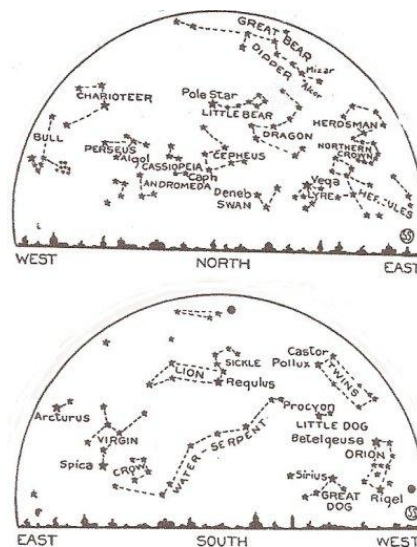 GREAT BEAR
DIPPER
Mizar
Alcor
CHARIOTEER
Pole Star
LITTLE BEAR
HERDSMAN
BULL
DRAGON
PERSEUS
Algol
CASSIOPEIA
CEPHEUS
NORTHERN
CROWN
Caph
ANDROMEDA
Deneb
SWAN
Vega
LYRE
HERCULES
WEST NORTH EAST
SICKLE
Castor
Pollux
LION
Regulus
TWINS
Arcturus
Procyon
LITTLE DOG
VIRGIN
Betelgeuse
ORION
WATER-SERPENT
Spica
CROW
Sirius
GREAT
DOG
Rigel
EAST SOUTH WEST